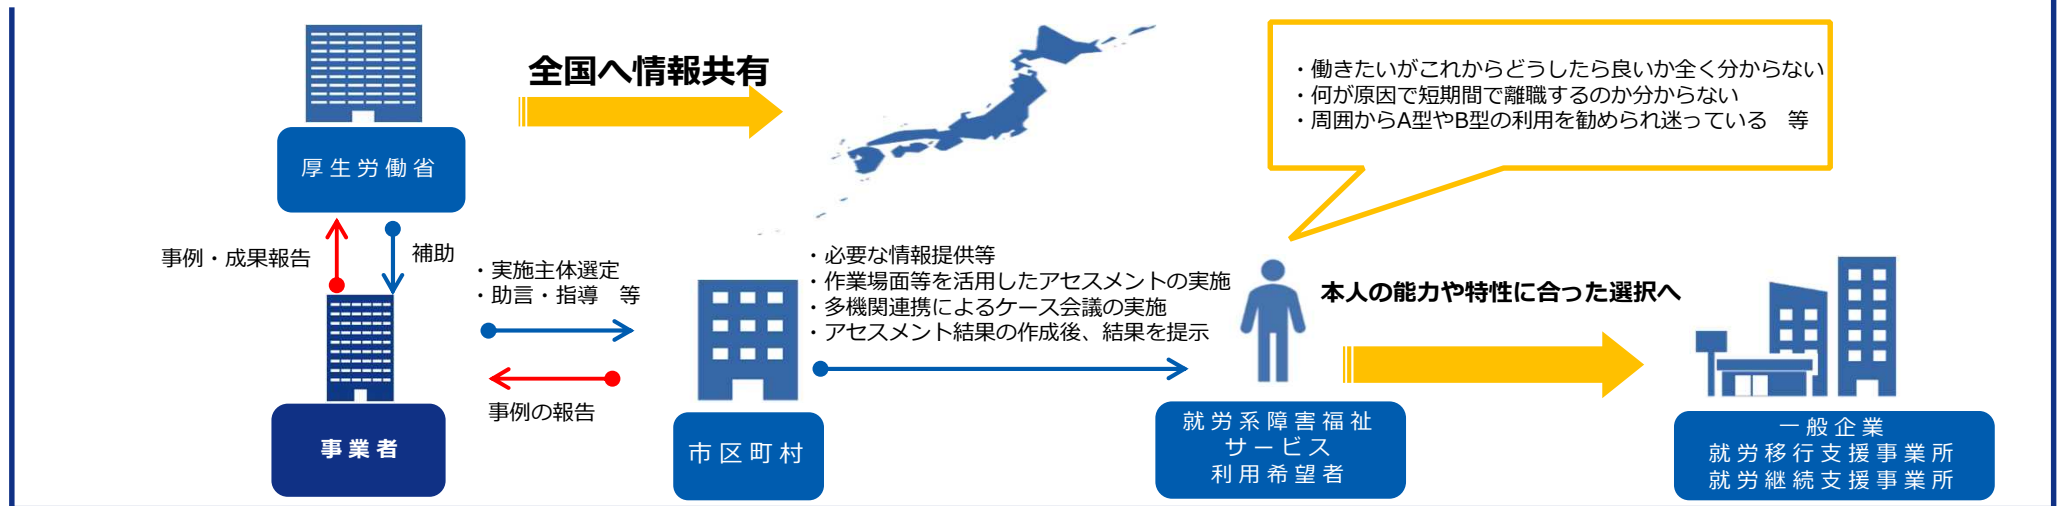 全国へ情報共有
・働きたいがこれからどうしたら良いか全く分からない
・何が原因で短期間で離職するのか分からない
・周囲からA型やB型の利用を勧められ迷っている　等
厚生労働省
事例・成果報告
補助
・実施主体選定
・助言・指導　等
事例の報告
事業者
市区町村
・必要な情報提供等
・作業場面等を活用したアセスメントの実施
・多機関連携によるケース会議の実施
・アセスメント結果の作成後、結果を提示
就労系障害福祉
サービス
利用希望者
本人の能力や特性に合った選択へ
一般企業
就労移行支援事業所
就労継続支援事業所